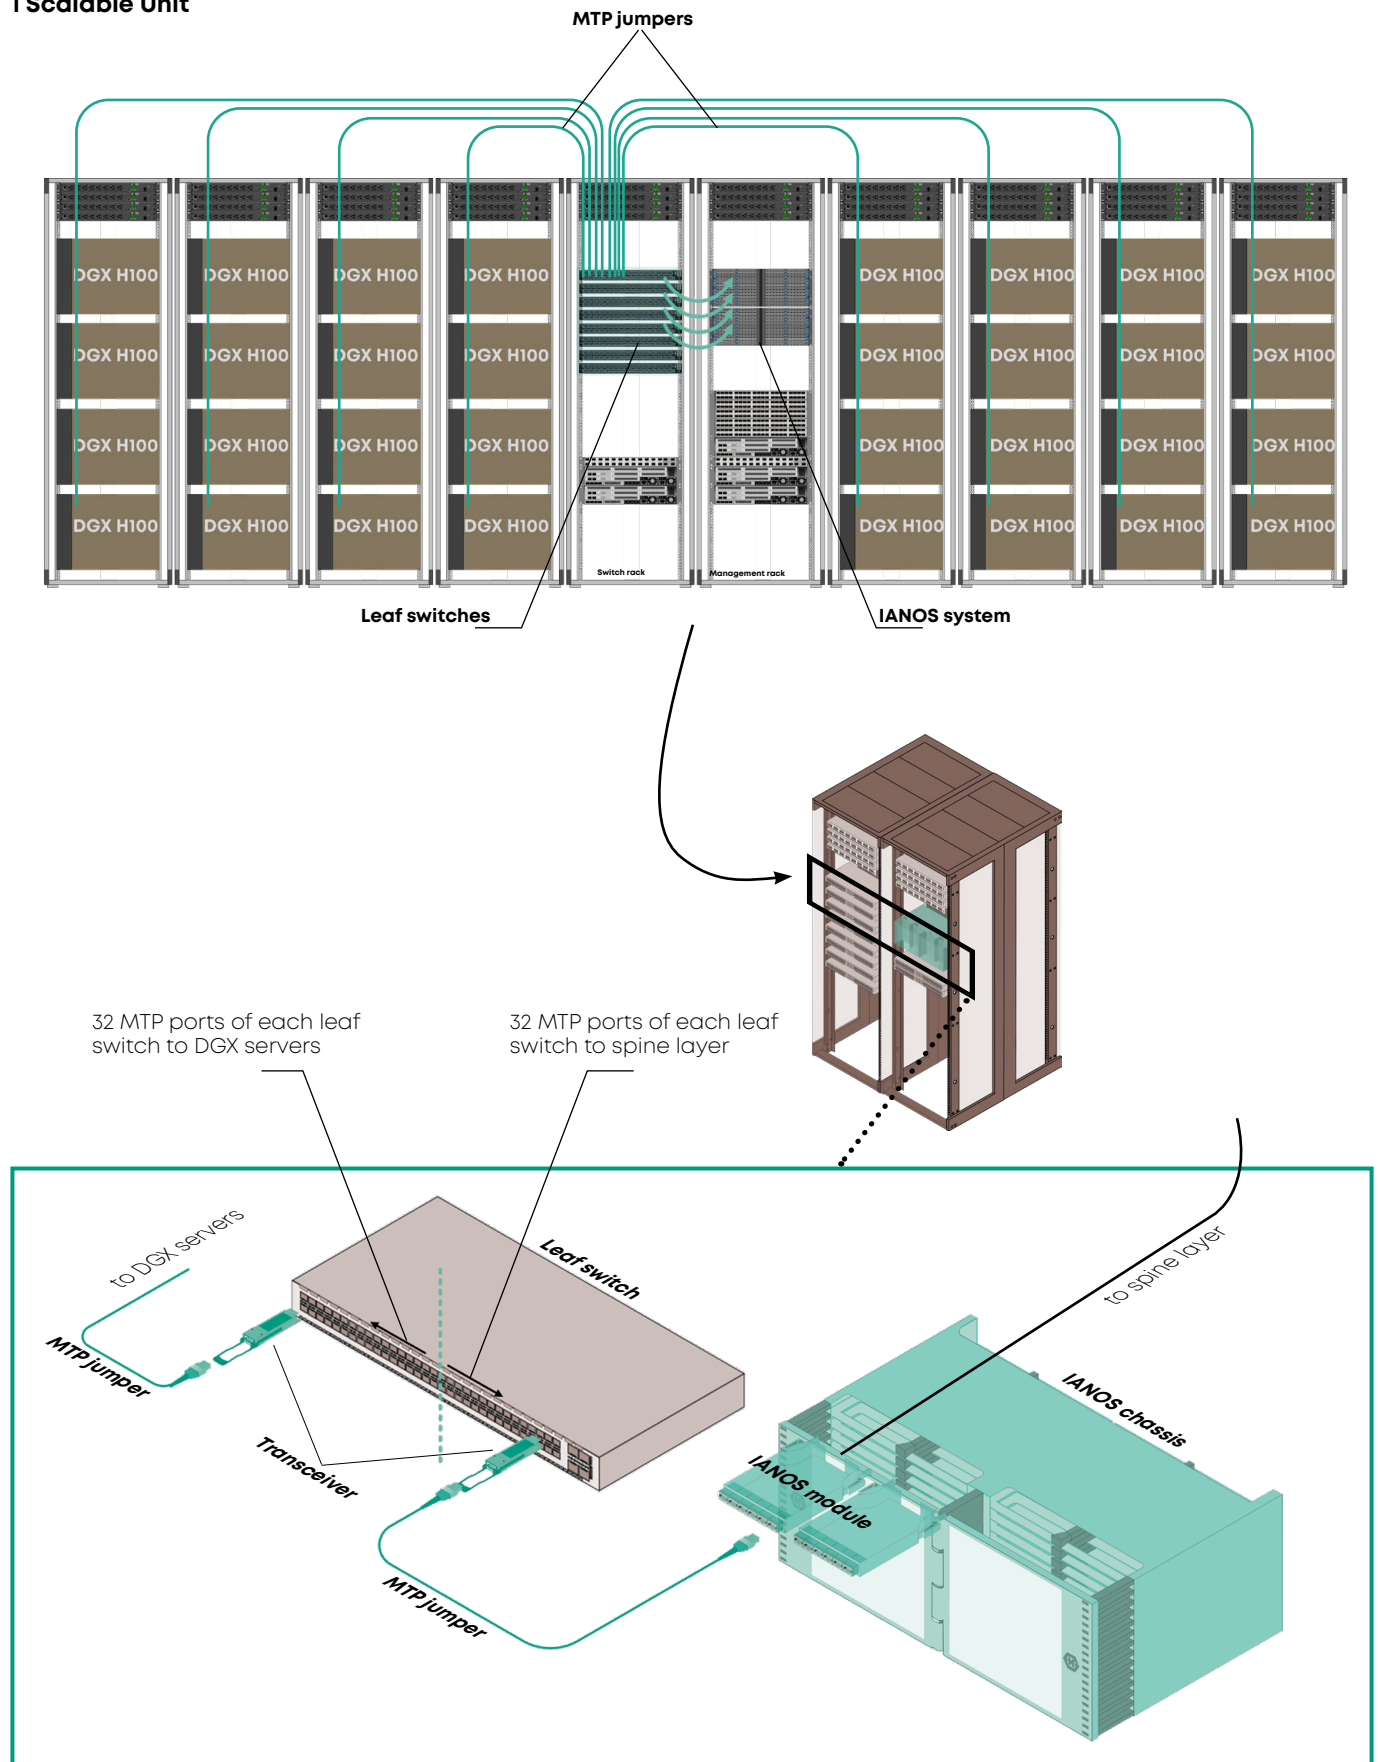 1 Scalable Unit
MTP jumpers
DGX H100 DGX H100 DGX H100 DGX H100 DGX H100 DGX H100 DGX H100 DGX H100
DGX H100 DGX H100 DGX H100 DGX H100 DGX H100 DGX H100 DGX H100 DGX H100
DGX H100 DGX H100 DGX H100 DGX H100 DGX H100 DGX H100 DGX H100 DGX H100
DGX H100 DGX H100 DGX H100 DGX H100 DGX H100 DGX H100 DGX H100 DGX H100
Switch rack
Management rack
Leaf switches
IANOS system
32 MTP ports of each leaf
switch to DGX servers
32 MTP ports of each leaf
switch to spine layer
to DGX servers
Leaf switch
to spine layer
MTP jumper
IANOS chassis
Transceiver
IANOS module
MTP jumper